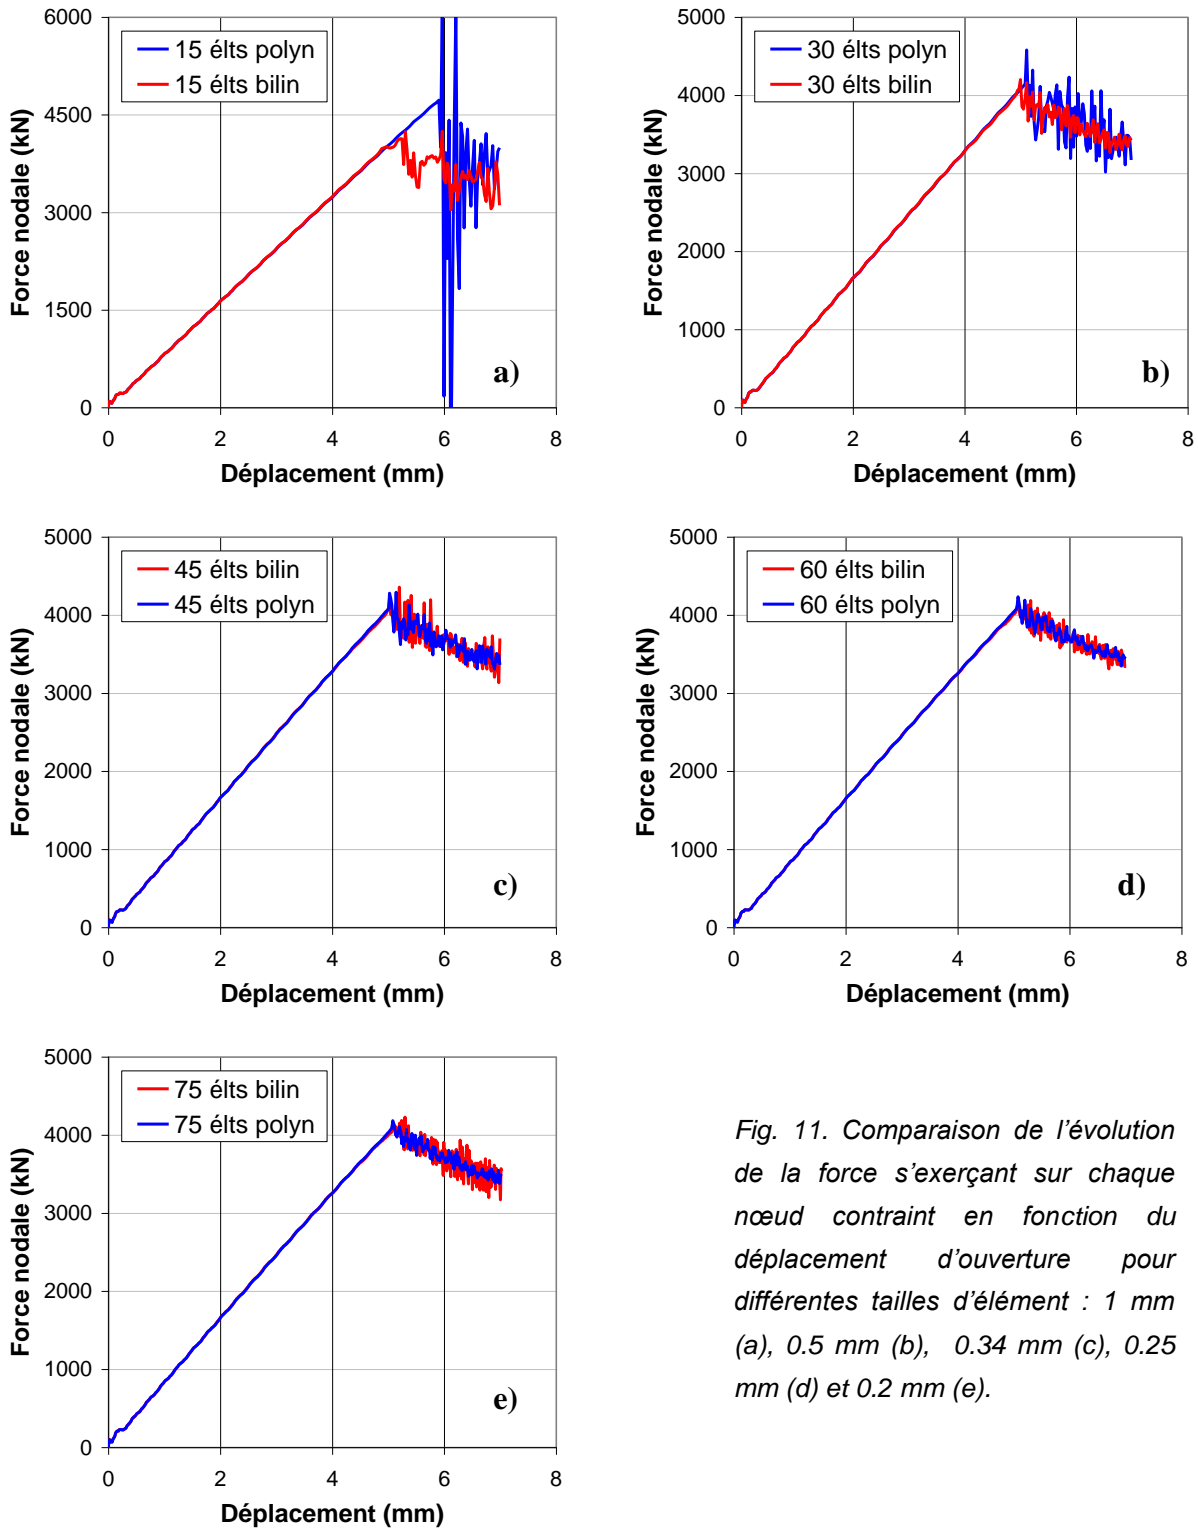 15 élts polyn
15 élts bilin
Force nodale (kN)
6000
4500
3000
1500
0
0 2 4 6 8
Déplacement (mm)
a)
30 élts polyn
30 élts bilin
Force nodale (kN)
5000
4000
3000
2000
1000
0
0 2 4 6 8
Déplacement (mm)
b)
45 élts bilin
45 élts polyn
Force nodale (kN)
5000
4000
3000
2000
1000
0
0 2 4 6 8
Déplacement (mm)
c)
60 élts bilin
60 élts polyn
Force nodale (kN)
5000
4000
3000
2000
1000
0
0 2 4 6 8
Déplacement (mm)
d)
75 élts bilin
75 élts polyn
Force nodale (kN)
5000
4000
3000
2000
1000
0
0 2 4 6 8
Déplacement (mm)
e)
Fig. 11. Comparaison de l’évolution
de la force s’exerçant sur chaque
nœud contraint en fonction du
déplacement d’ouverture pour
différentes tailles d’élément : 1 mm
(a), 0.5 mm (b), 0.34 mm (c), 0.25
mm (d) et 0.2 mm (e).